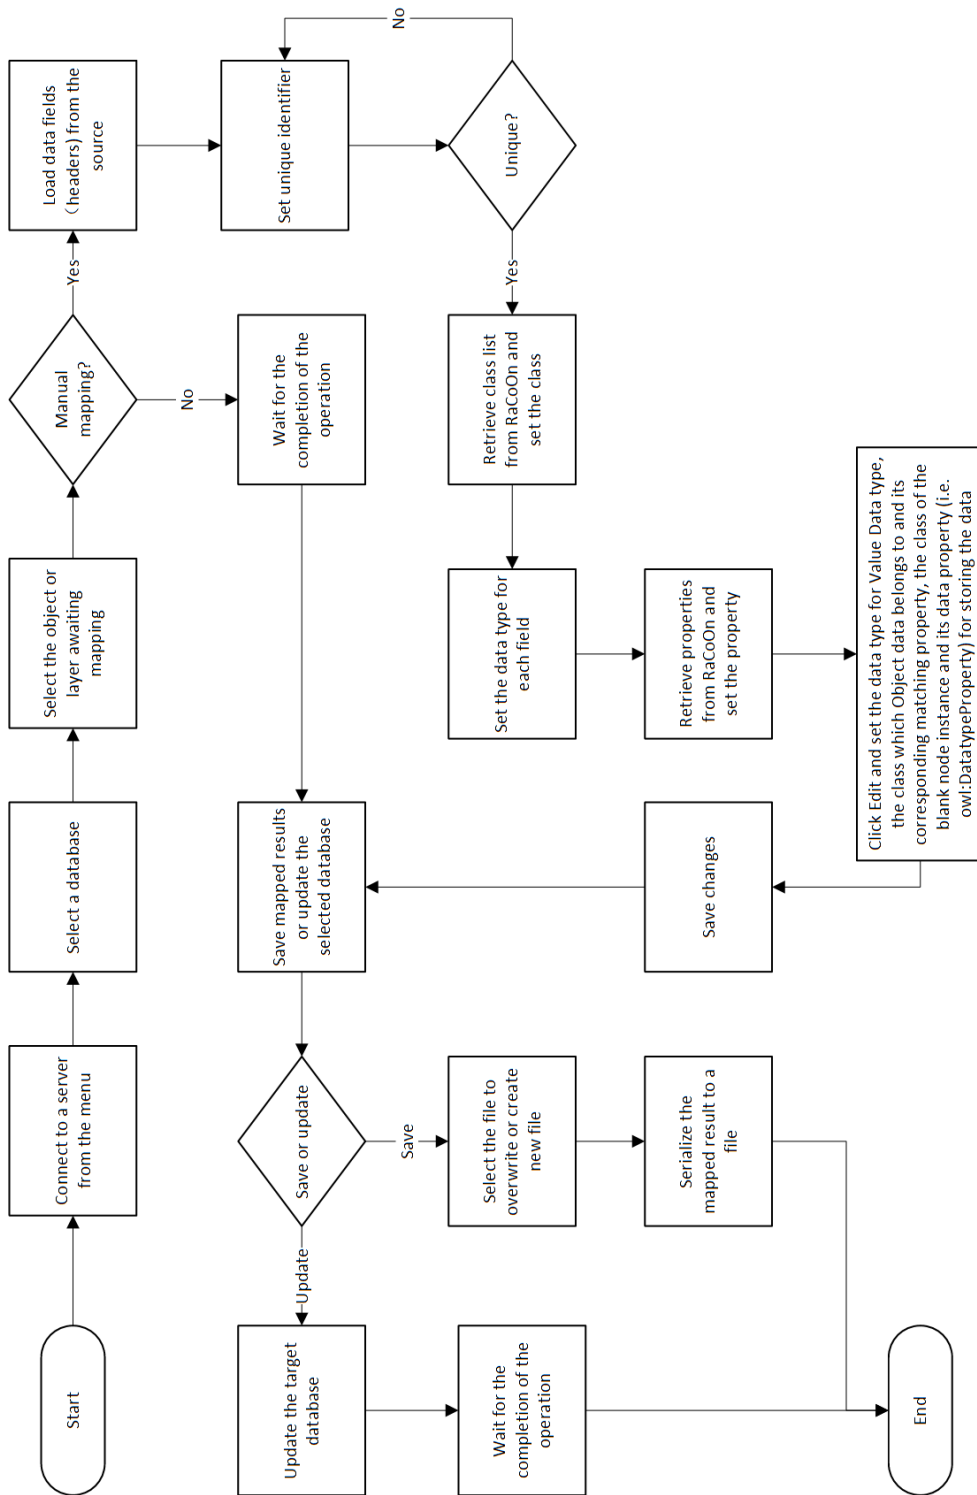 Start
Connect to a server
from the menu
Select a database
Select the object or
layer awaiting
mapping
Manual
mapping?
Yes
Load data fields
（headers) from the
source
No
Wait for the
completion of the
operation
Set unique identifier
Unique?
No
Yes
Retrieve class list
from RaCoOn and
set the class
Set the data type for
each field
Retrieve properties
from RaCoOn and
set the property
Click Edit and set the data type for Value Data type,
the class which Object data belongs to and its
corresponding matching property, the class of the
blank node instance and its data property (i.e.
owl:DatatypeProperty) for storing the data
Save changes
Save mapped results
or update the
selected database
Save or update
Save
Select the file to
overwrite or create
new file
Serialize the
mapped result to a
file
Update
Update the target
database
Wait for the
completion of the
operation
End